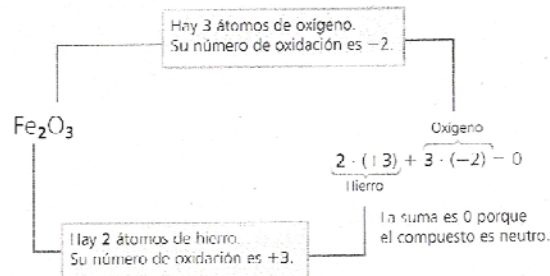 Hay 3 átomos de oxígeno.
Su número de oxidación es −2.
Fe₂O₃
Oxígeno
2 · (+3) + 3 · (−2) = 0
Hierro
La suma es 0 porque
el compuesto es neutro.
Hay 2 átomos de hierro.
Su número de oxidación es +3.